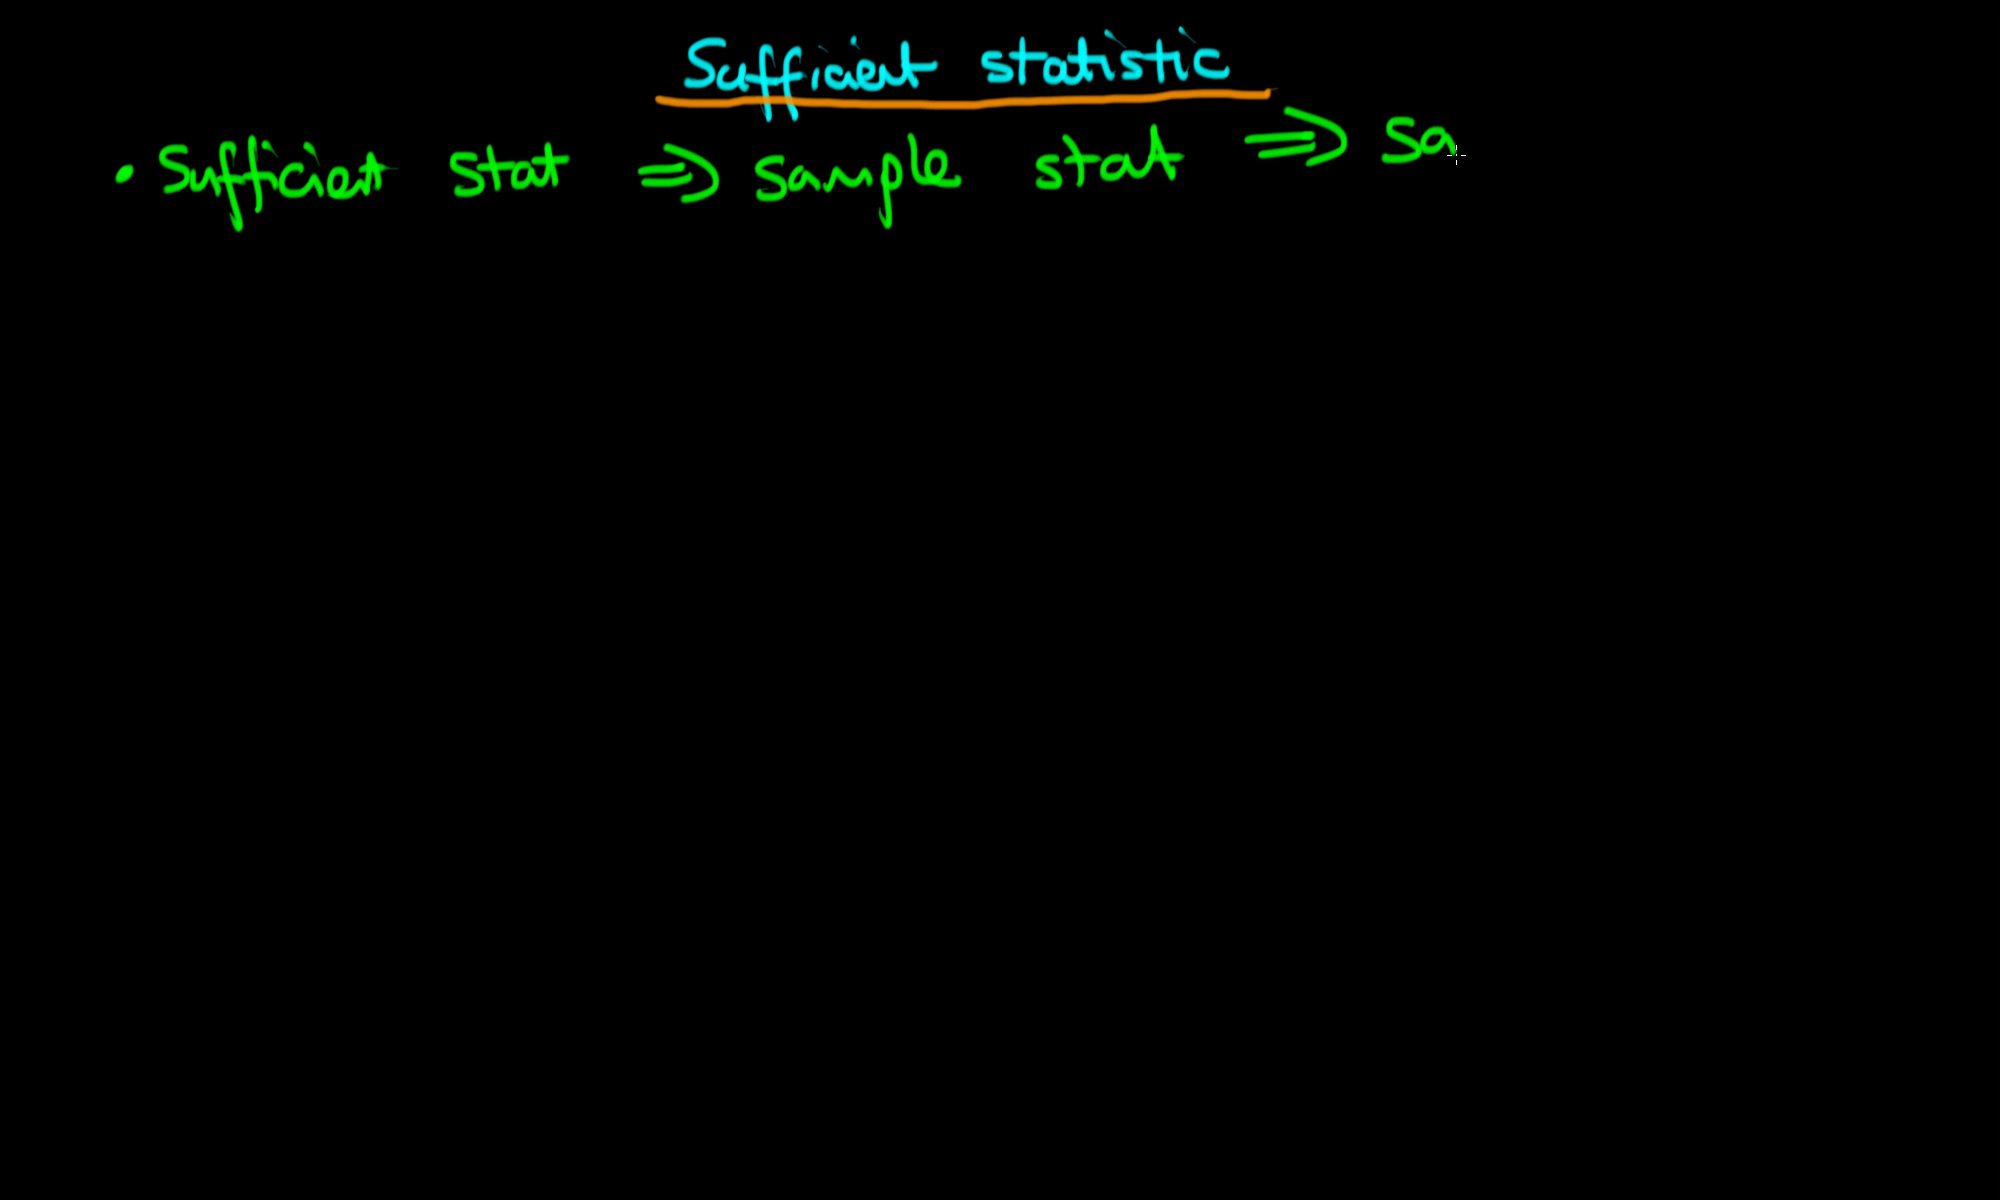 Sufficient statistic
• Sufficient stat ⇒ sample stat ⇒ sa